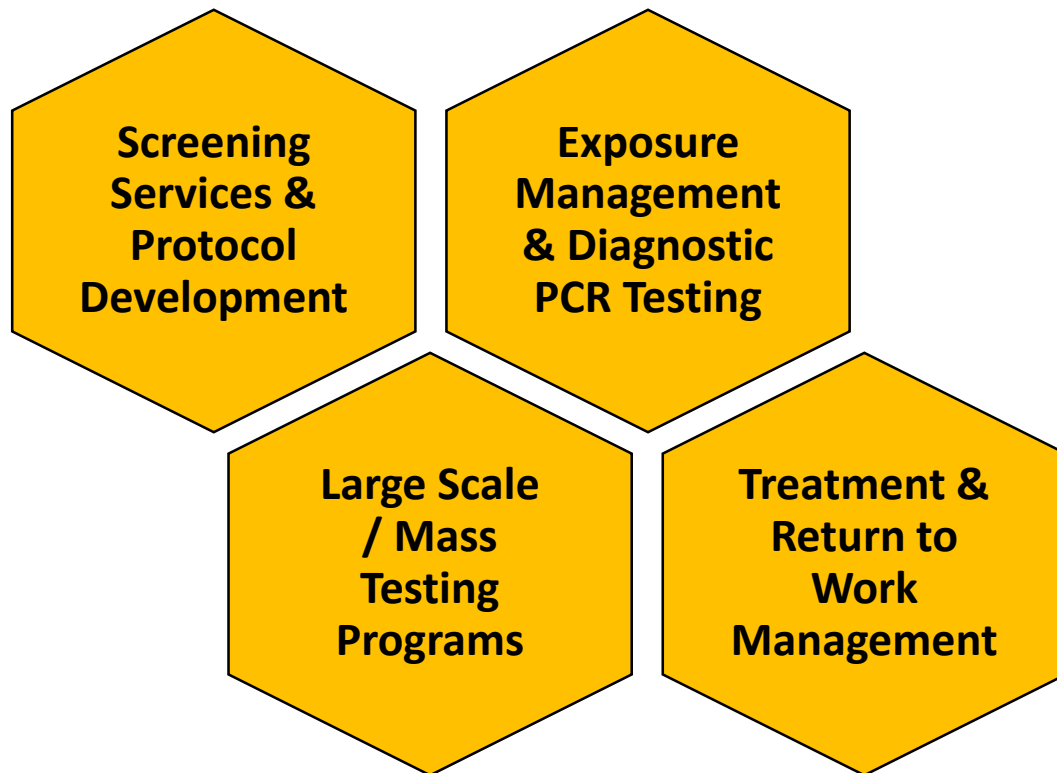 Screening
Services &
Protocol
Development
Exposure
Management
& Diagnostic
PCR Testing
Large Scale
/ Mass
Testing
Programs
Treatment &
Return to
Work
Management